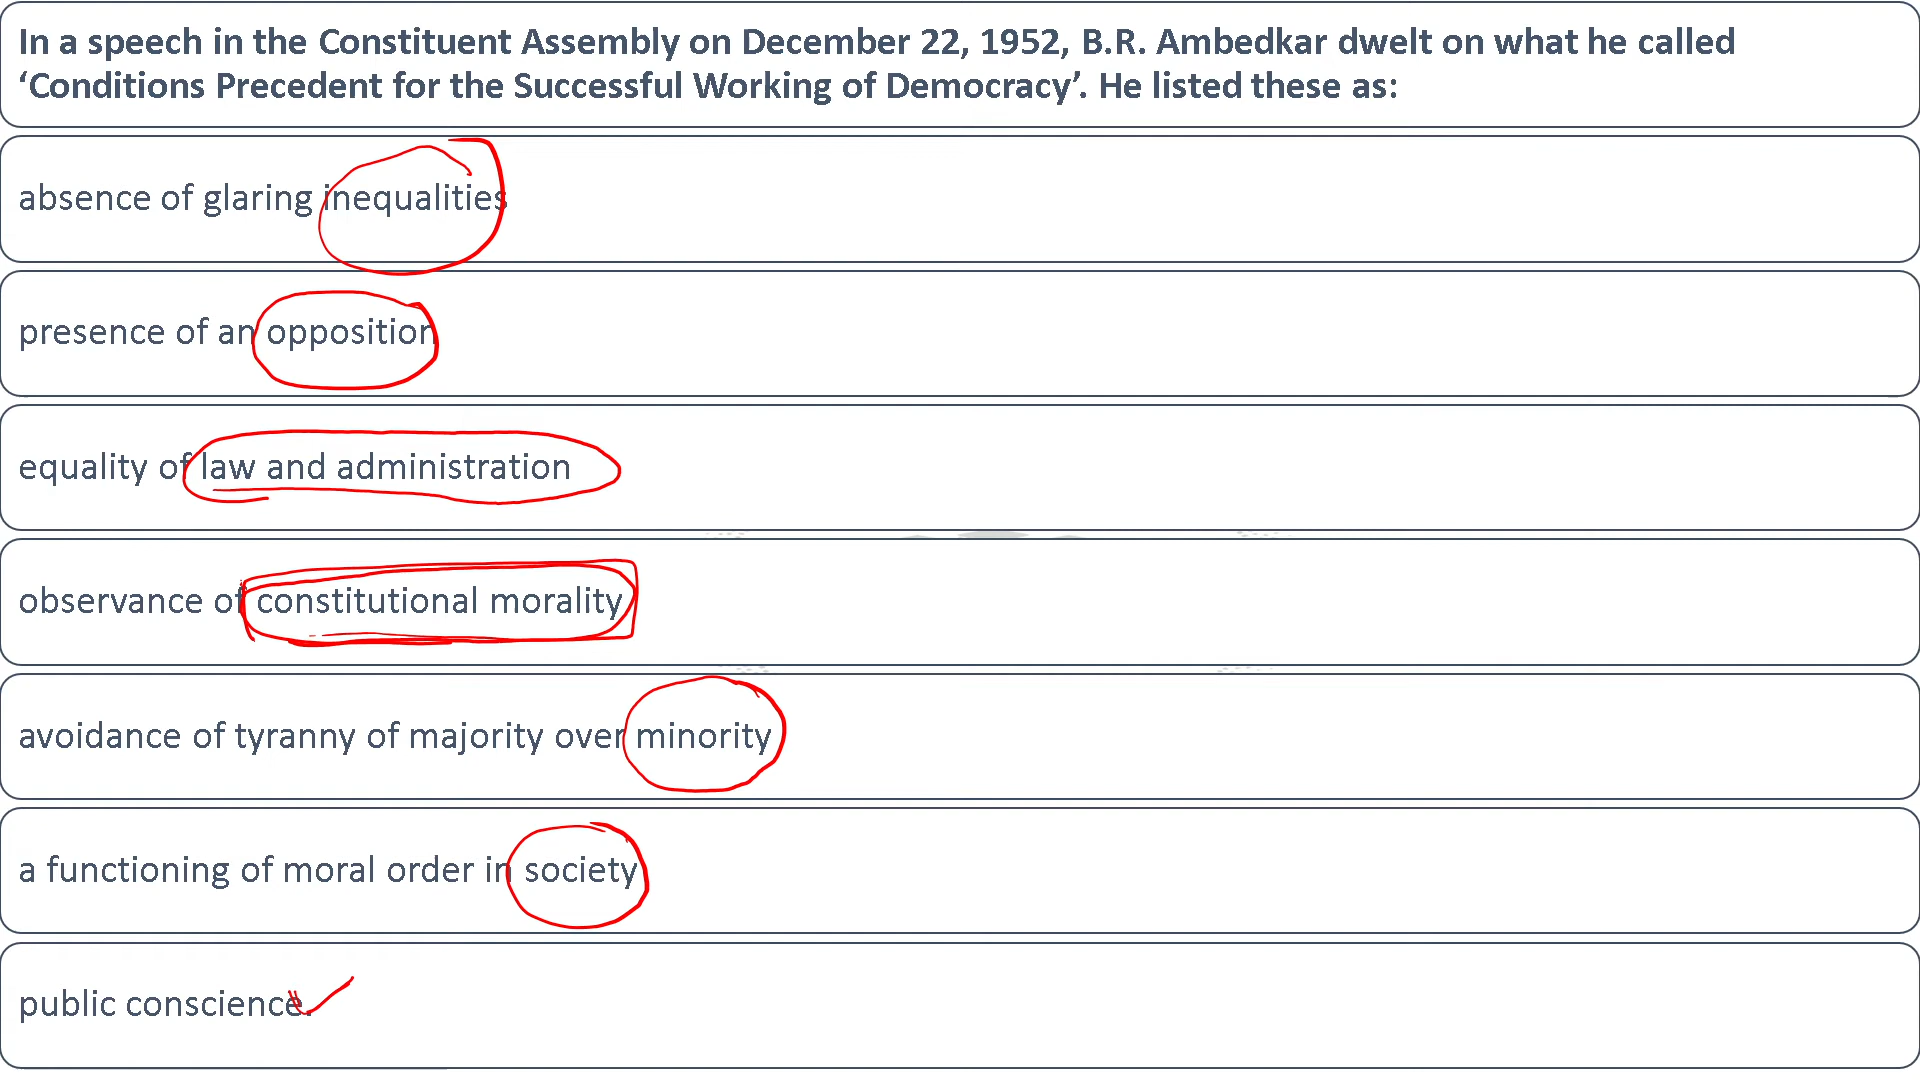 In a speech in the Constituent Assembly on December 22, 1952, B.R. Ambedkar dwelt on what he called
‘Conditions Precedent for the Successful Working of Democracy’. He listed these as:
absence of glaring inequalities
presence of an opposition
equality of law and administration
observance of constitutional morality
avoidance of tyranny of majority over minority
a functioning of moral order in society
public conscience.